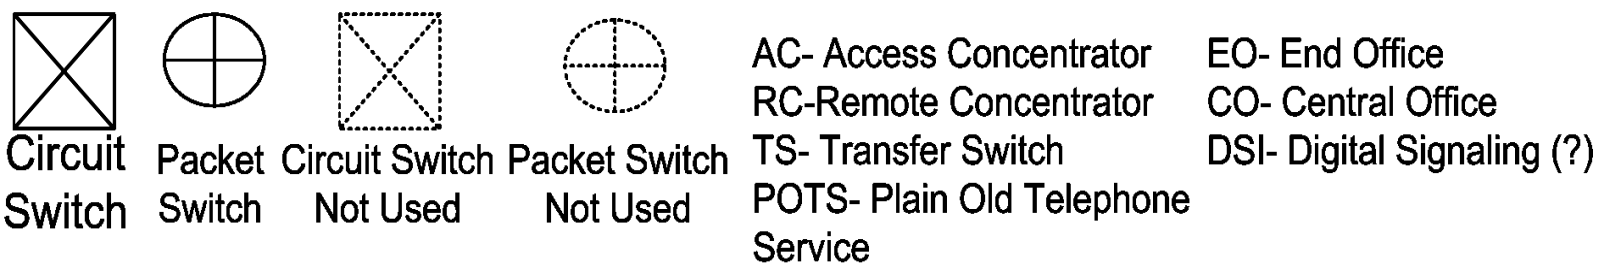 Circuit
Switch
Packet
Switch
Circuit Switch
Not Used
Packet Switch
Not Used
AC- Access Concentrator
RC-Remote Concentrator
TS- Transfer Switch
POTS- Plain Old Telephone
Service
EO- End Office
CO- Central Office
DSI- Digital Signaling (?)